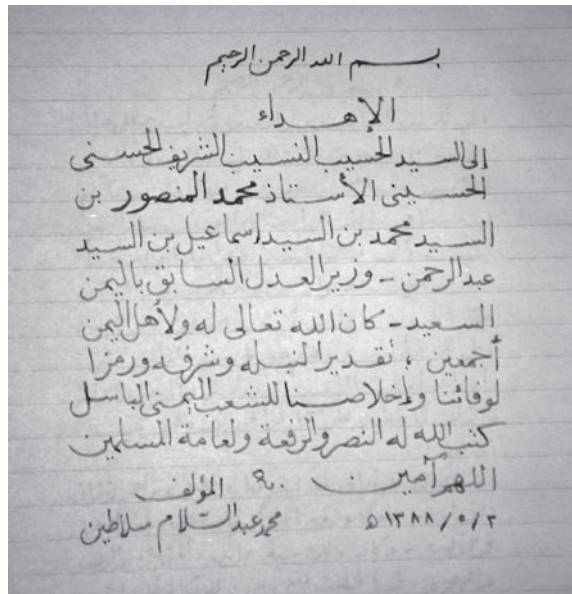 بسم الله الرحمن الرحيم
الإهداء
إلى السيد الحسيب النسيب الشريف الحسنى
الحسينى الأستاذ محمد المنصور بن
السيد محمد بن السيد إسماعيل بن السيد
عبد الرحمن - وزير العدل السابق باليمن
السعيد - كان الله تعالى له ولأهل اليمن
أجمعين ، تقديرا لنبله وشرفه ورمزا
لوفائنا وإخلاصنا للشعب اليمنى الباسل
كتب الله له النصر والرفعة ولعامة المسلمين
اللهم آمين المؤلف
١٣٨٨/٥/٢ ه محمد عبد السلام سلاطين